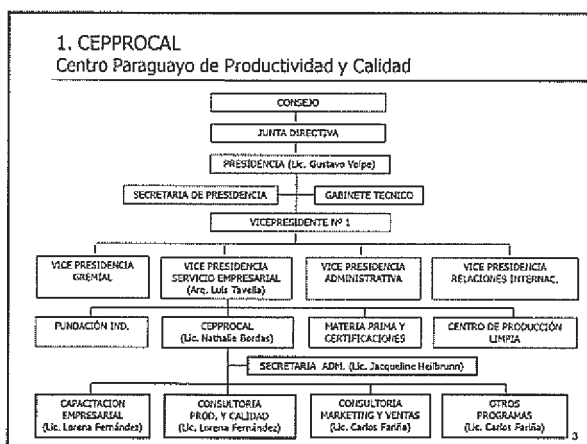 1. CEPPROCAL
Centro Paraguayo de Productividad y Calidad
CONSEJO
JUNTA DIRECTIVA
PRESIDENCIA (Lic. Gustavo Volpe)
SECRETARIA DE PRESIDENCIA
GABINETE TECNICO
VICEPRESIDENTE Nº 1
VICE PRESIDENCIA
GREMIAL
VICE PRESIDENCIA
SERVICIO EMPRESARIAL
(Arq. Luis Tavella)
VICE PRESIDENCIA
ADMINISTRATIVA
VICE PRESIDENCIA
RELACIONES INTERNAC.
FUNDACIÓN IND.
CEPPROCAL
(Lic. Nathalie Bordas)
MATERIA PRIMA Y
CERTIFICACIONES
CENTRO DE PRODUCCIÓN
LIMPIA
SECRETARIA ADM. (Lic. Jacqueline Heilbrunn)
CAPACITACION
EMPRESARIAL
(Lic. Lorena Fernández)
CONSULTORIA
PROD. Y CALIDAD
(Lic. Lorena Fernández)
CONSULTORIA
MARKETING Y VENTAS
(Lic. Carlos Fariña)
OTROS
PROGRAMAS
(Lic. Carlos Fariña)
3